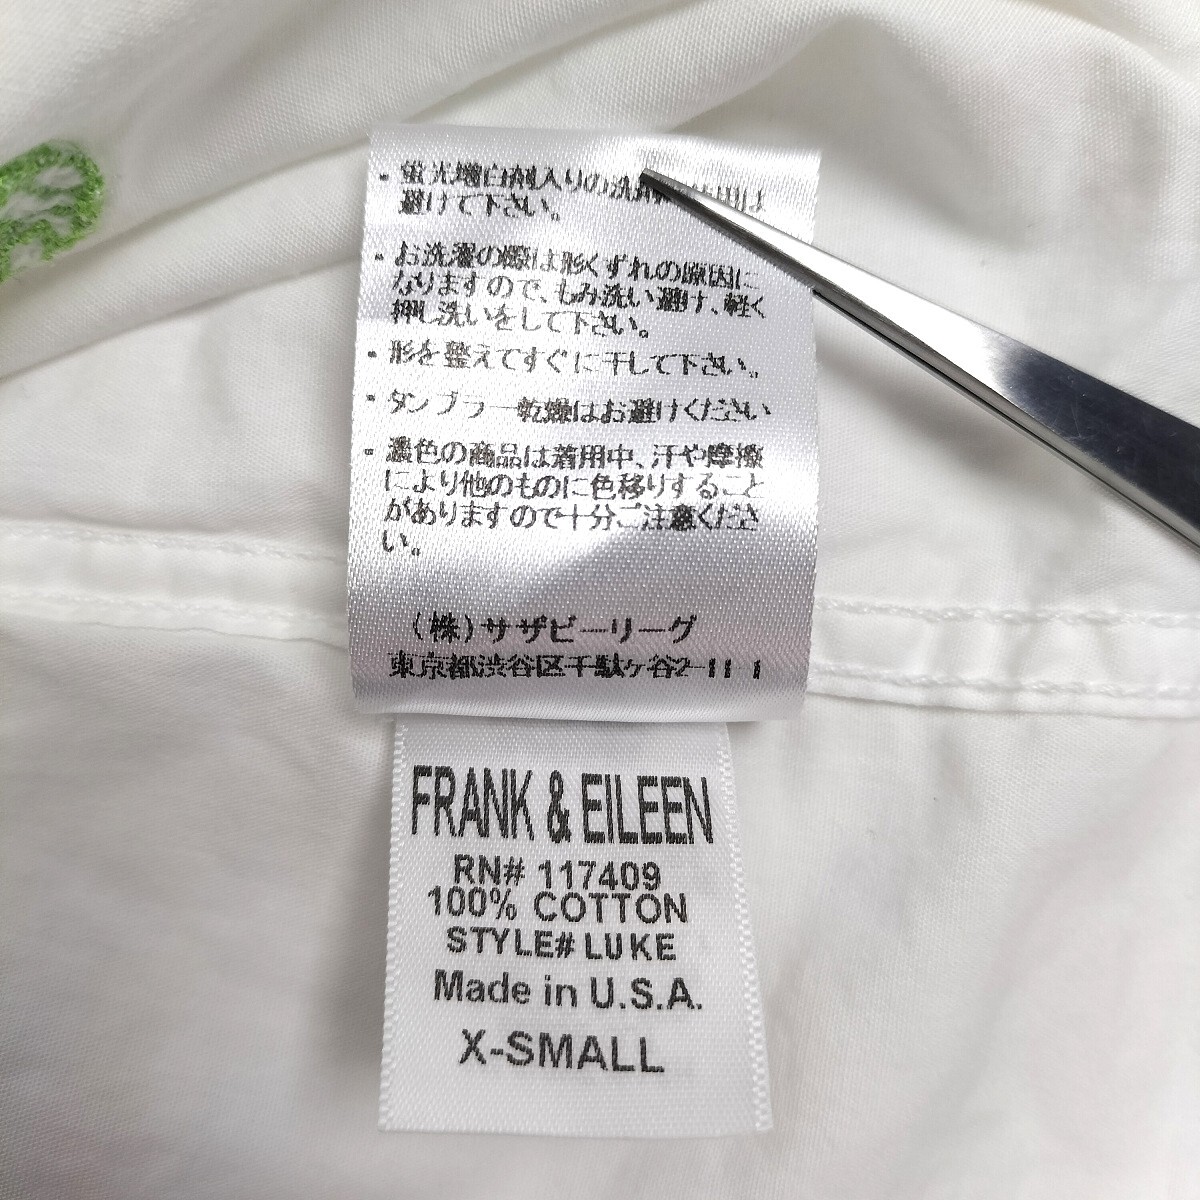 ・蛍光増白剤入りの洗剤 用は
避けて下さい。
・お洗濯の際は形くずれの原因に
なりますので、もみ洗い避け、軽く
押し洗いをして下さい。
・形を整えてすぐに干して下さい。
・タンブラー乾燥はお避けください
・濃色の商品は着用中、汗や摩擦
により他のものに色移りすること
がありますので十分ご注意くださ
い。
(株)サザビーリーグ
東京都渋谷区千駄ヶ谷2-11 1
FRANK & EILEEN
RN# 117409
100% COTTON
STYLE# LUKE
Made in U.S.A.
X-SMALL